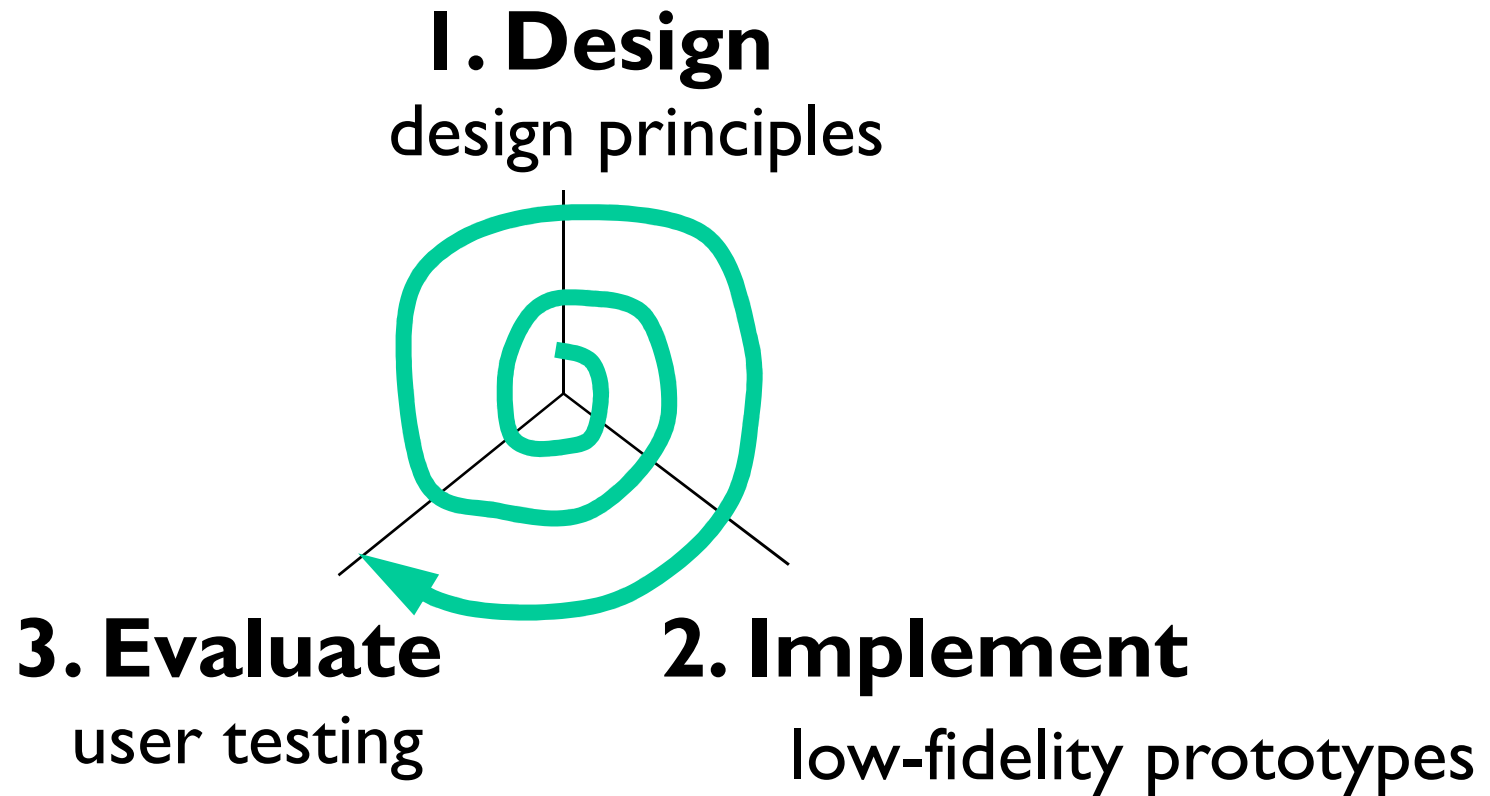 1. Design
design principles
3. Evaluate
user testing
2. Implement
low-fidelity prototypes